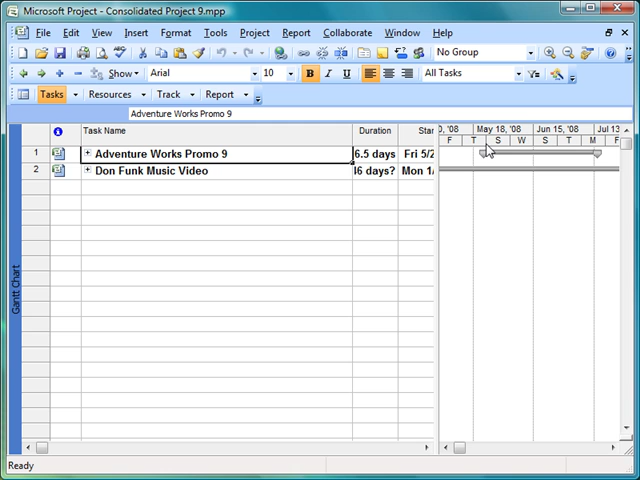 Microsoft Project - Consolidated Project 9.mpp
File Edit View Insert Format Tools Project Report Collaborate Window Help
No Group
Show Arial 10 B I U All Tasks Y=
Tasks Resources Track Report
Adventure Works Promo 9
Task Name Duration Star 0, '08 May 18, '08 Jun 15, '08 Jul 13
F T S W S T M F
1 Adventure Works Promo 9 6.5 days Fri 5/2
2 Don Funk Music Video 46 days? Mon 1/
Gantt Chart
Ready